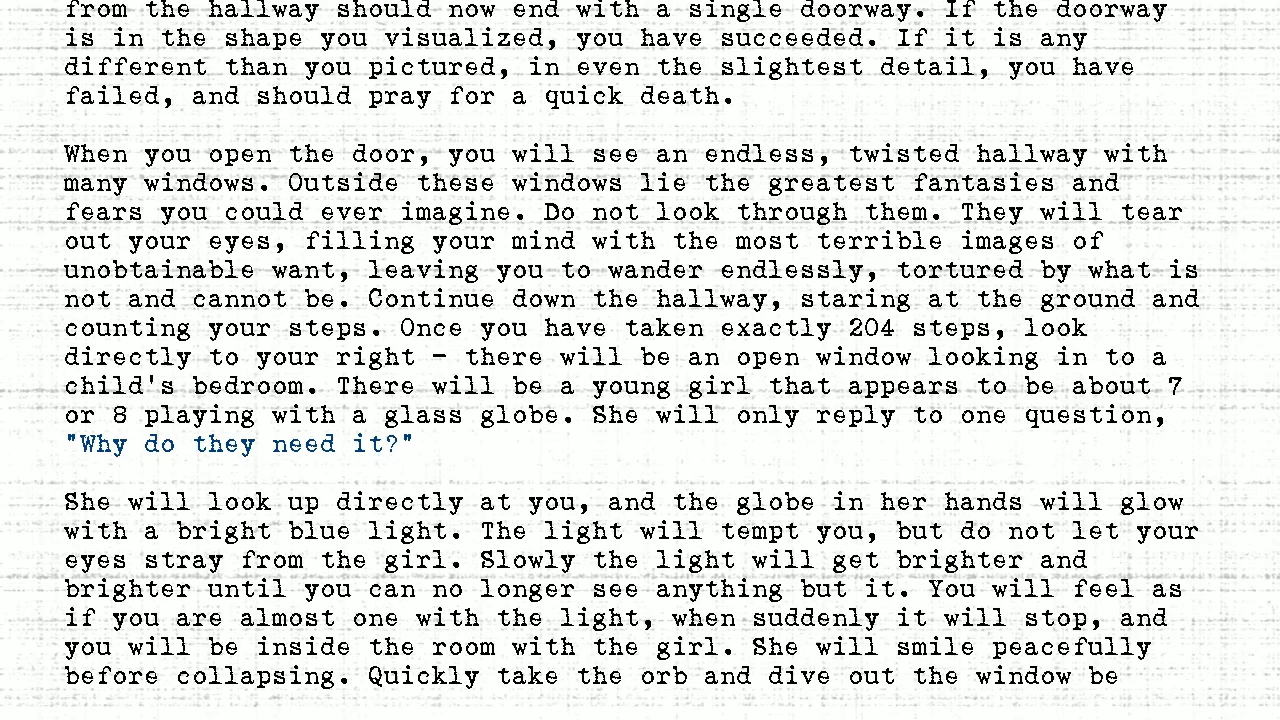 from the hallway should now end with a single doorway. If the doorway
is in the shape you visualized, you have succeeded. If it is any
different than you pictured, in even the slightest detail, you have
failed, and should pray for a quick death.
When you open the door, you will see an endless, twisted hallway with
many windows. Outside these windows lie the greatest fantasies and
fears you could ever imagine. Do not look through them. They will tear
out your eyes, filling your mind with the most terrible images of
unobtainable want, leaving you to wander endlessly, tortured by what is
not and cannot be. Continue down the hallway, staring at the ground and
counting your steps. Once you have taken exactly 204 steps, look
directly to your right - there will be an open window looking in to a
child's bedroom. There will be a young girl that appears to be about 7
or 8 playing with a glass globe. She will only reply to one question,
"Why do they need it?"
She will look up directly at you, and the globe in her hands will glow
with a bright blue light. The light will tempt you, but do not let your
eyes stray from the girl. Slowly the light will get brighter and
brighter until you can no longer see anything but it. You will feel as
if you are almost one with the light, when suddenly it will stop, and
you will be inside the room with the girl. She will smile peacefully
before collapsing. Quickly take the orb and dive out the window be